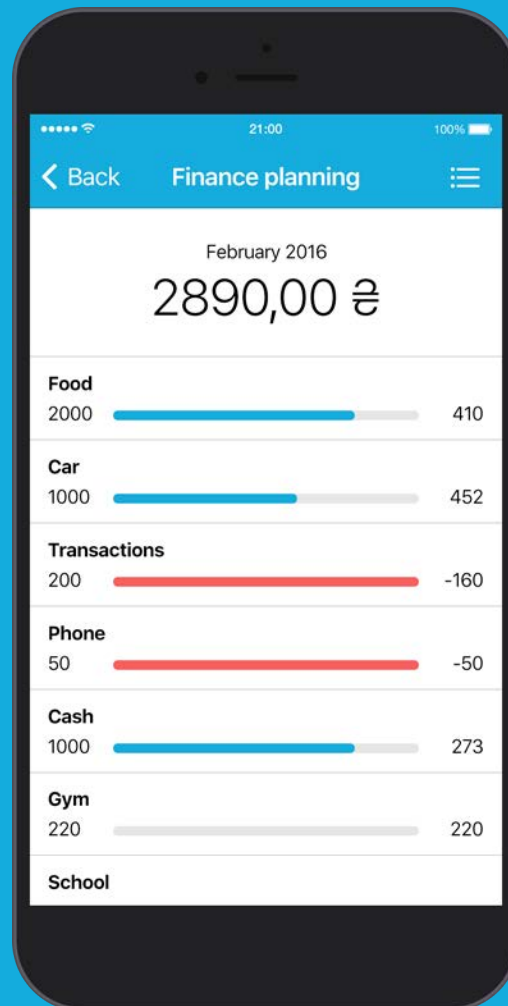 21:00
100%
Back
Finance planning
February 2016
2890,00 ₴
Food
2000 410
Car
1000 452
Transactions
200 -160
Phone
50 -50
Cash
1000 273
Gym
220 220
School